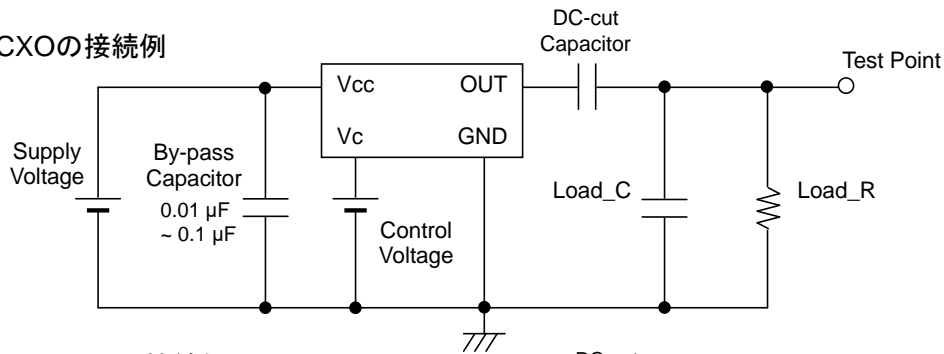 CXOの接続例
DC-cut
Capacitor
Test Point
Vcc
OUT
Vc
GND
Supply
Voltage
By-pass
Capacitor
0.01 µF
~ 0.1 µF
Control
Voltage
Load_C
Load_R